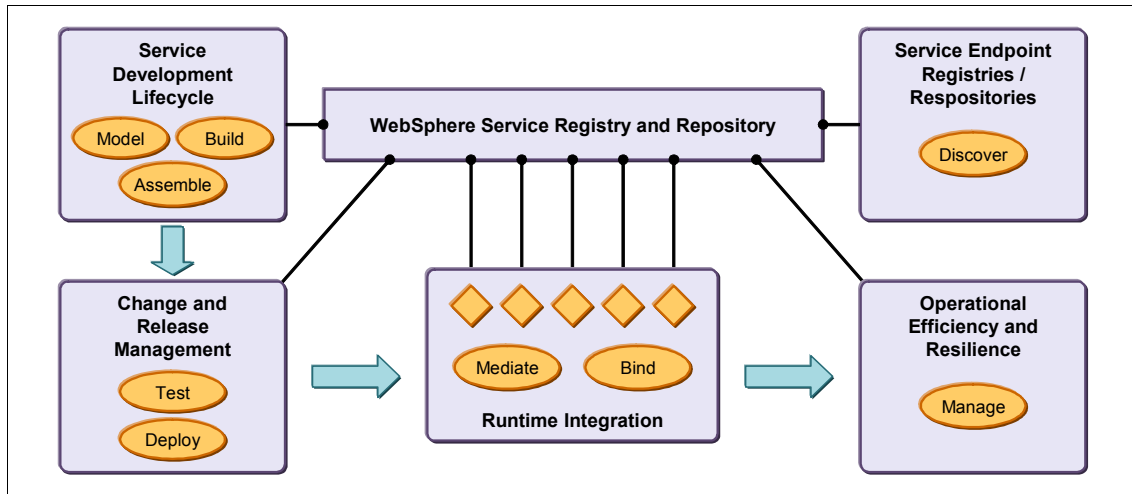 Service
Development
Lifecycle
Model
Build
Assemble
WebSphere Service Registry and Repository
Service Endpoint
Registries /
Respositories
Discover
Change and
Release
Management
Test
Deploy
Mediate
Bind
Runtime Integration
Operational
Efficiency and
Resilience
Manage